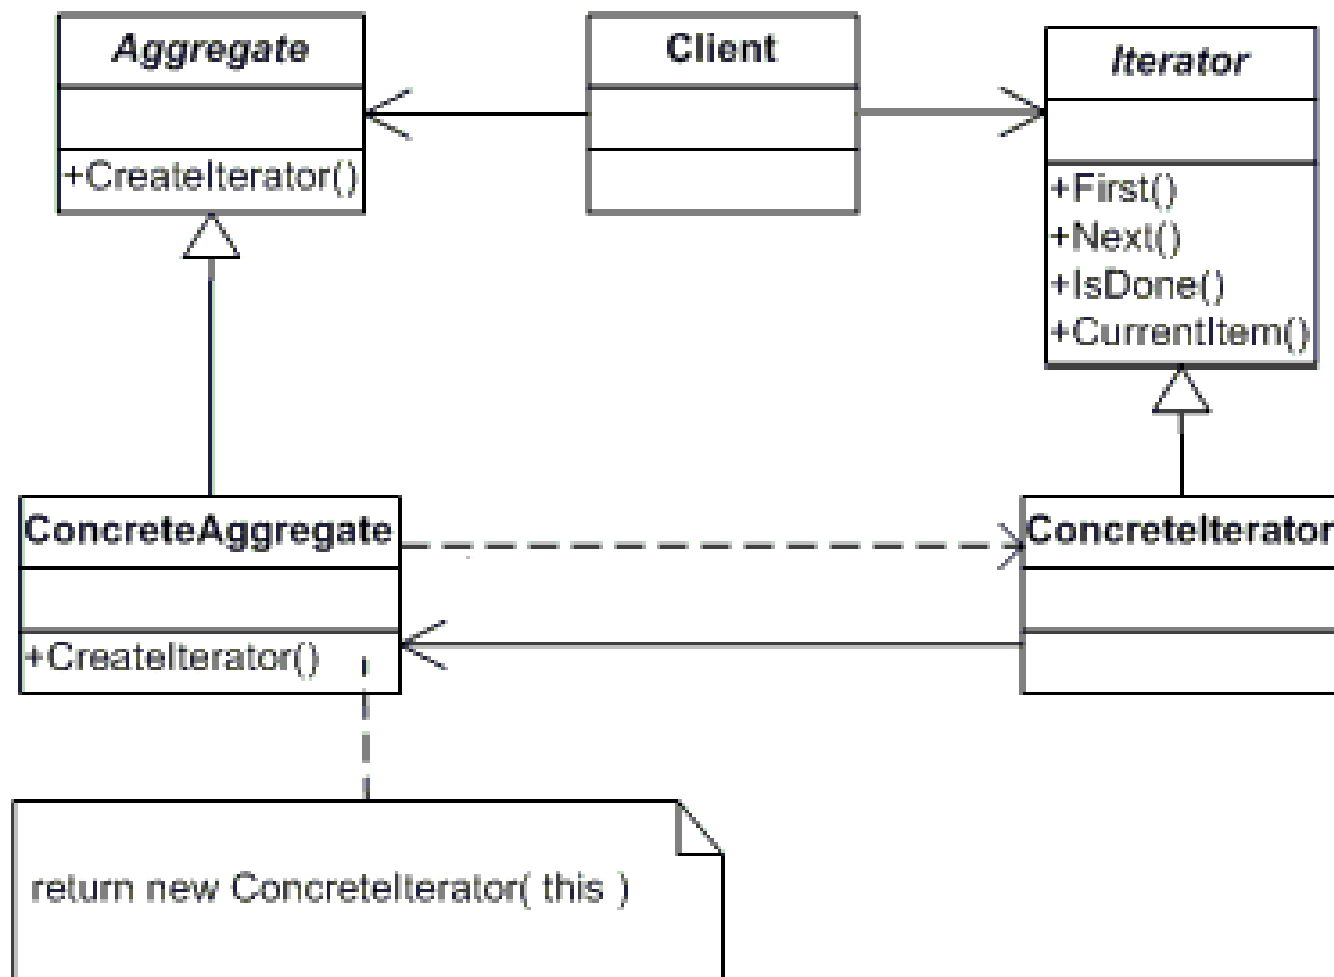 Aggregate
+CreateIterator()
Client
Iterator
+First()
+Next()
+IsDone()
+CurrentItem()
ConcreteAggregate
+CreateIterator()
ConcreteIterator
return new ConcreteIterator( this )